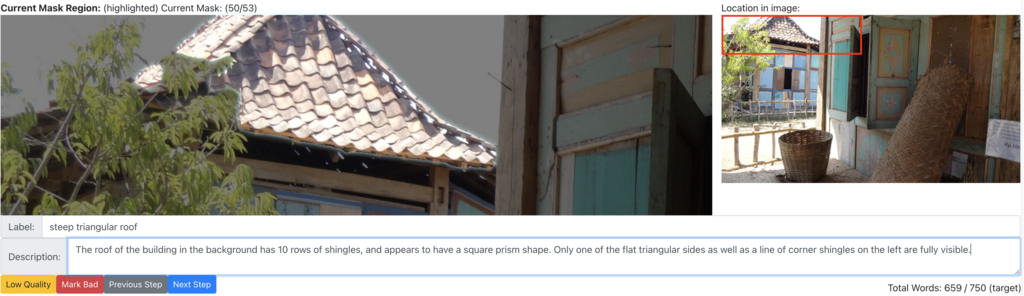 Current Mask Region: (highlighted) Current Mask: (50/53)
Location in image:
Label: steep triangular roof
Description: The roof of the building in the background has 10 rows of shingles, and appears to have a square prism shape. Only one of the flat triangular sides as well as a line of corner shingles on the left are fully visible.
Low Quality Mark Bad Previous Step Next Step
Total Words: 659 / 750 (target)